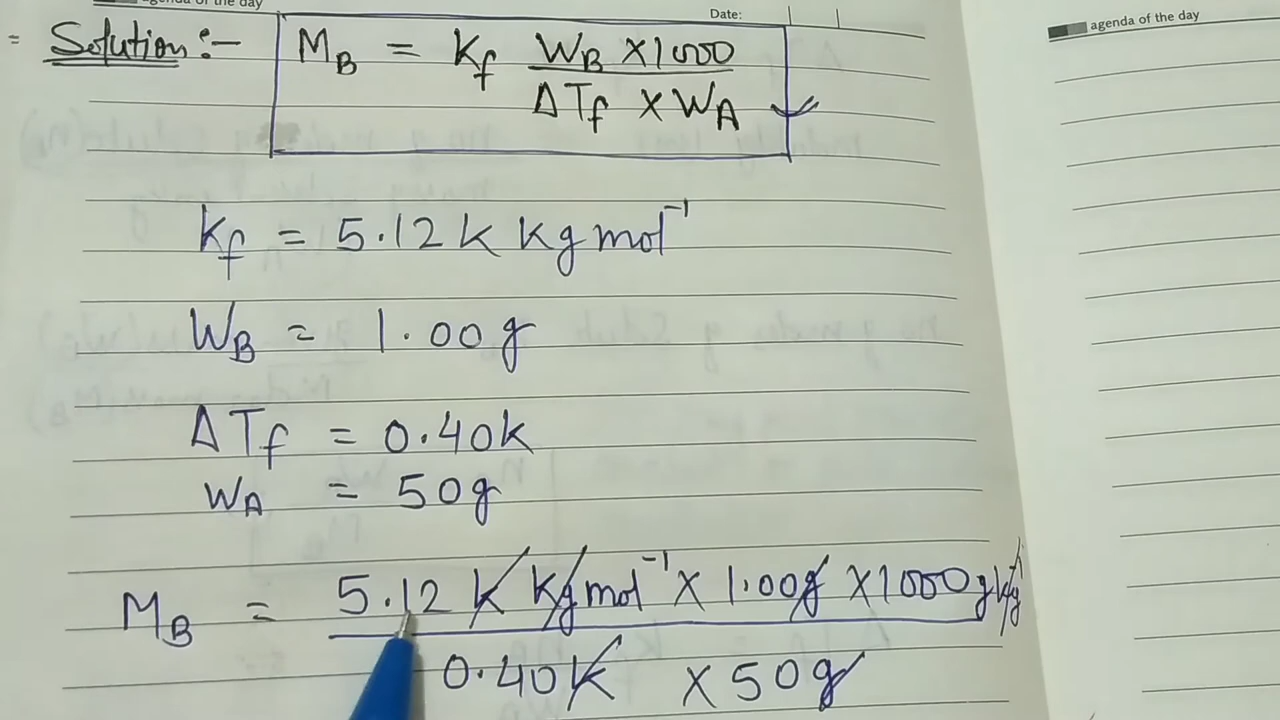 agenda of the day
Date:
agenda of the day
= Solution :-
M_B = K_f W_B × 1000 / ΔT_f × W_A
K_f = 5.12 K Kg mol⁻¹
W_B = 1.00 g
ΔT_f = 0.40 K
W_A = 50 g
M_B = 5.12 K Kg mol⁻¹ × 1.00 g × 1000 g Kg⁻¹ / 0.40 K × 50 g